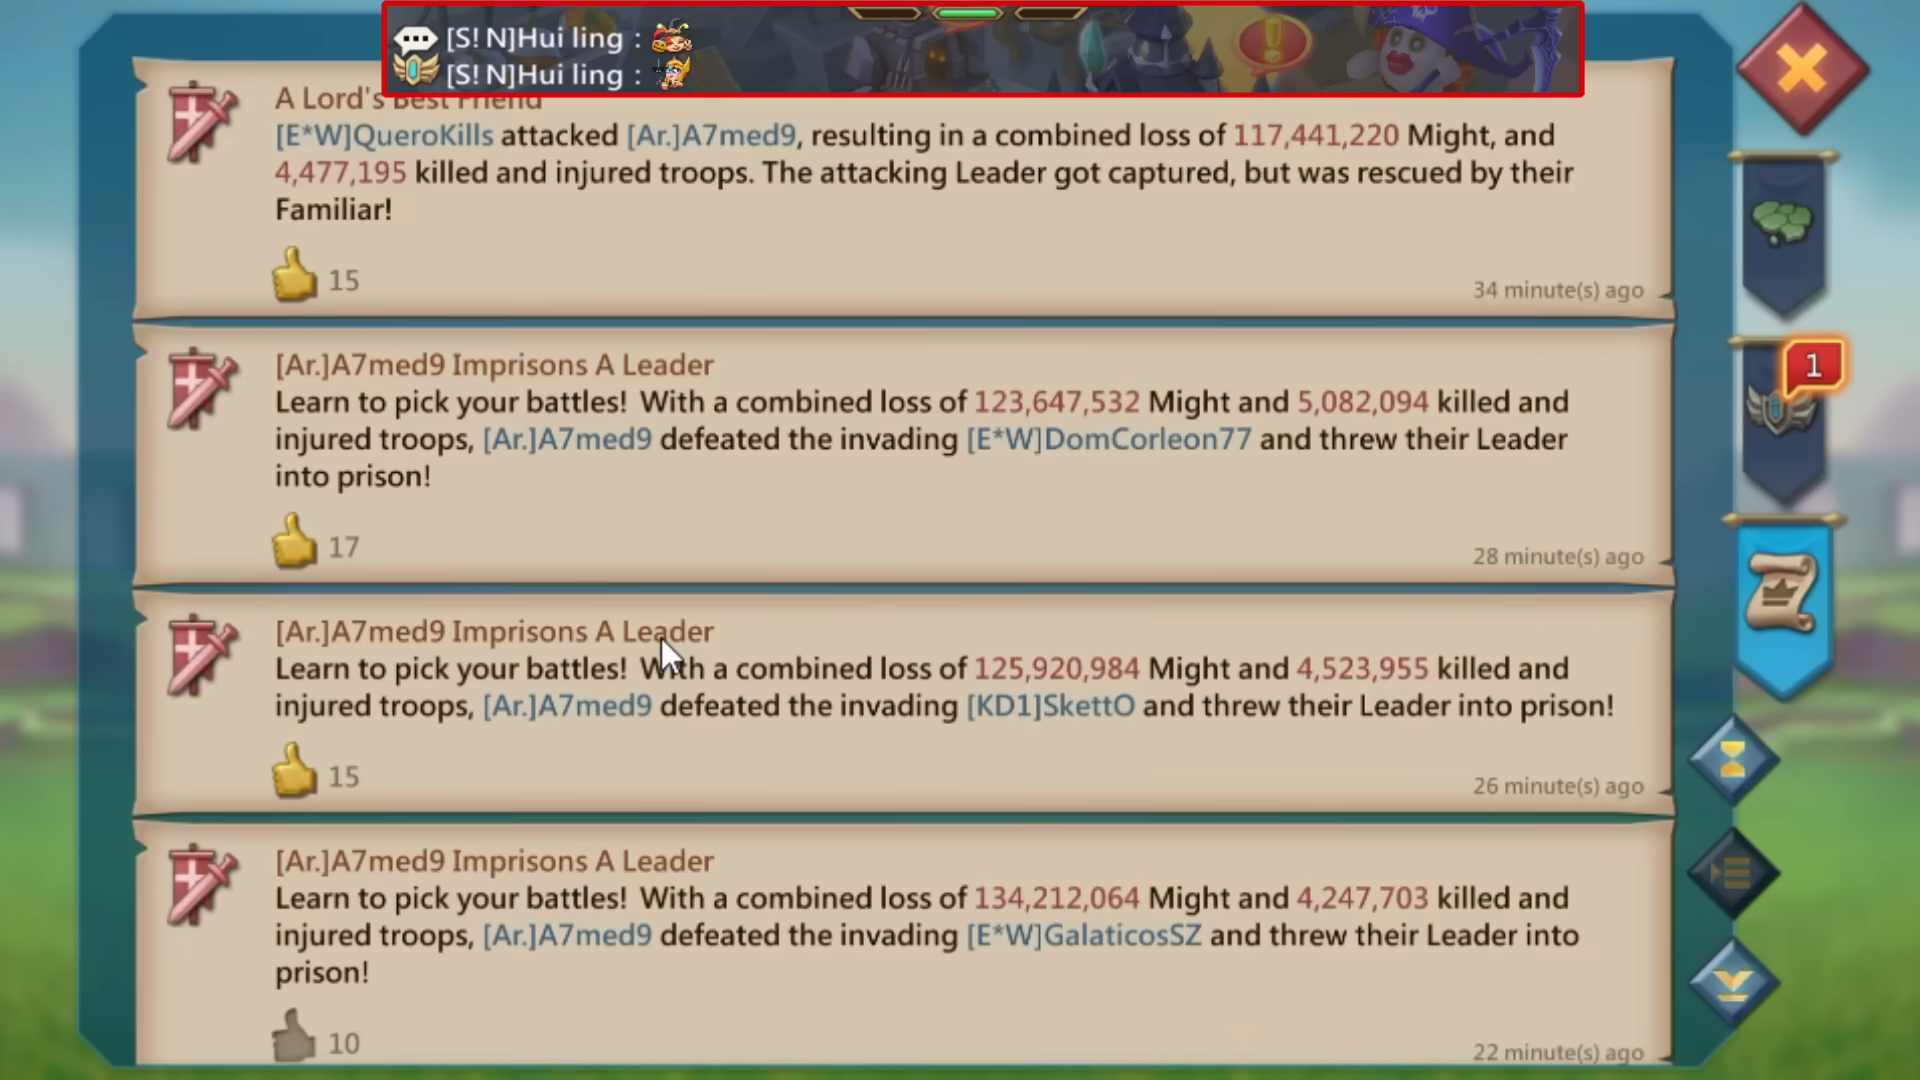 [S! N]Hui ling :
[S! N]Hui ling :
A Lord's Best Friend
[E*W]QueroKills attacked [Ar.]A7med9, resulting in a combined loss of 117,441,220 Might, and
4,477,195 killed and injured troops. The attacking Leader got captured, but was rescued by their
Familiar!
15
34 minute(s) ago
[Ar.]A7med9 Imprisons A Leader
Learn to pick your battles! With a combined loss of 123,647,532 Might and 5,082,094 killed and
injured troops, [Ar.]A7med9 defeated the invading [E*W]DomCorleon77 and threw their Leader
into prison!
17
28 minute(s) ago
[Ar.]A7med9 Imprisons A Leader
Learn to pick your battles! With a combined loss of 125,920,984 Might and 4,523,955 killed and
injured troops, [Ar.]A7med9 defeated the invading [KD1]SkettO and threw their Leader into prison!
15
26 minute(s) ago
[Ar.]A7med9 Imprisons A Leader
Learn to pick your battles! With a combined loss of 134,212,064 Might and 4,247,703 killed and
injured troops, [Ar.]A7med9 defeated the invading [E*W]GalaticosSZ and threw their Leader into
prison!
10
22 minute(s) ago
1